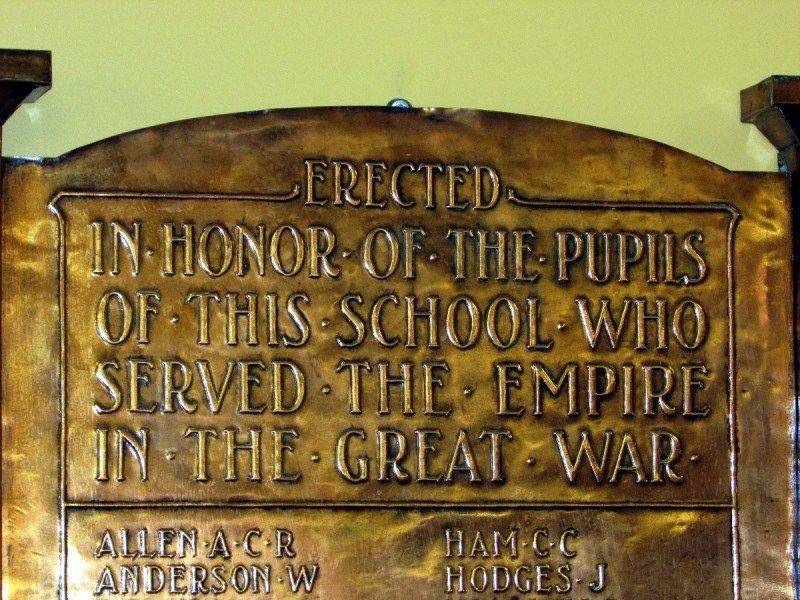 ERECTED
IN·HONOR·OF·THE·PUPILS
OF·THIS·SCHOOL·WHO
SERVED·THE·EMPIRE
IN·THE·GREAT·WAR·
ALLEN·A·C·R
HAM·C·C
ANDERSON·W
HODGES·J